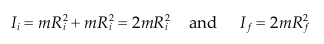 $I_i = mR_i^2 + mR_i^2 = 2mR_i^2$ and $I_f = 2mR_f^2$